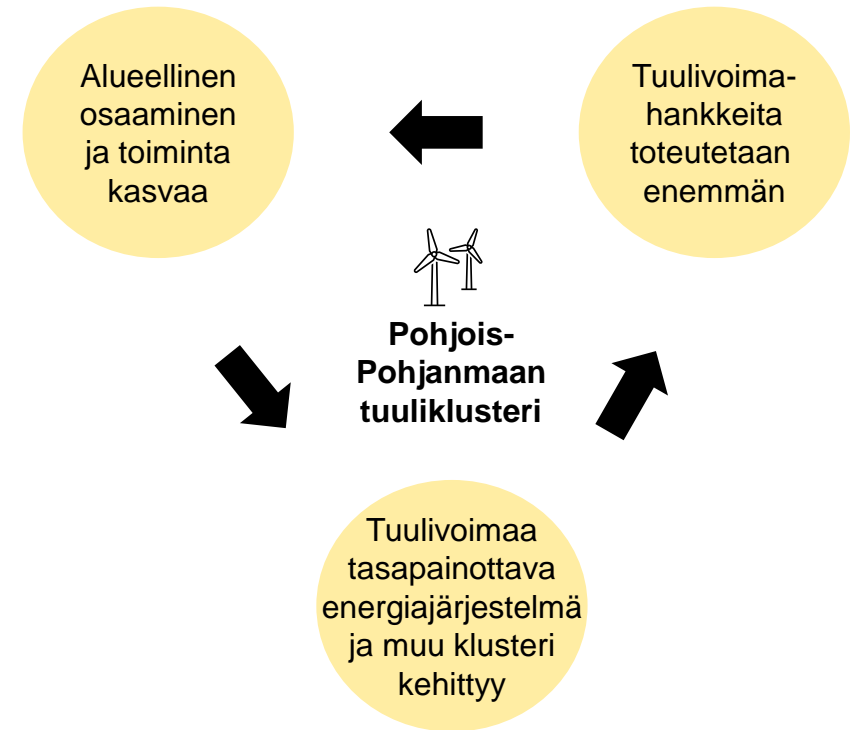 Alueellinen
osaaminen
ja toiminta
kasvaa
Tuulivoima-
hankkeita
toteutetaan
enemmän
Pohjois-
Pohjanmaan
tuuliklusteri
Tuulivoimaa
tasapainottava
energiajärjestelmä
ja muu klusteri
kehittyy